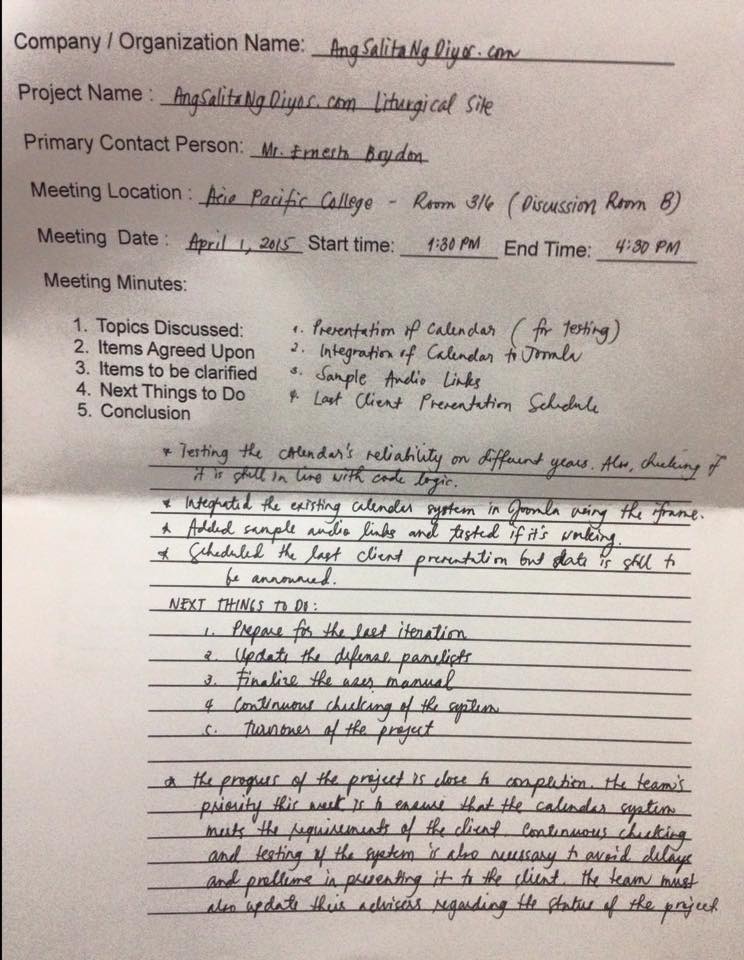 Company / Organization Name: AngSalitaNgDiyos.com
Project Name : AngSalitaNgDiyos.com Liturgical Site
Primary Contact Person: Mr. Ernesto Boydon
Meeting Location : Asia Pacific College - Room 316 (Discussion Room B)
Meeting Date : April 1, 2015 Start time: 1:30 PM End Time: 4:30 PM
Meeting Minutes:
1. Topics Discussed: 1. Presentation of Calendar (for testing)
2. Items Agreed Upon 2. Integration of Calendar to Joomla
3. Items to be clarified 3. Sample Audio Links
4. Next Things to Do 4. Last Client Presentation Schedule
5. Conclusion
* Testing the calendar's reliability on different years. Also, checking if
it is still in line with code logic.
* Integrated the existing calendar system in Joomla using the iframe.
* Added sample audio links and tested if it's working.
* Scheduled the last client presentation but date is still to
be announced.
NEXT THINGS TO DO :
1. Prepare for the last iteration
2. Update the defense panelists
3. Finalize the user manual
4 Continuous checking of the system
5. Turnover of the project
* The progress of the project is close to completion. The team's
priority this week is to ensure that the calendar system
meets the requirements of the client. Continuous checking
and testing of the system is also necessary to avoid delays
and problems in presenting it to the client. The team must
also update their advisers regarding the status of the project